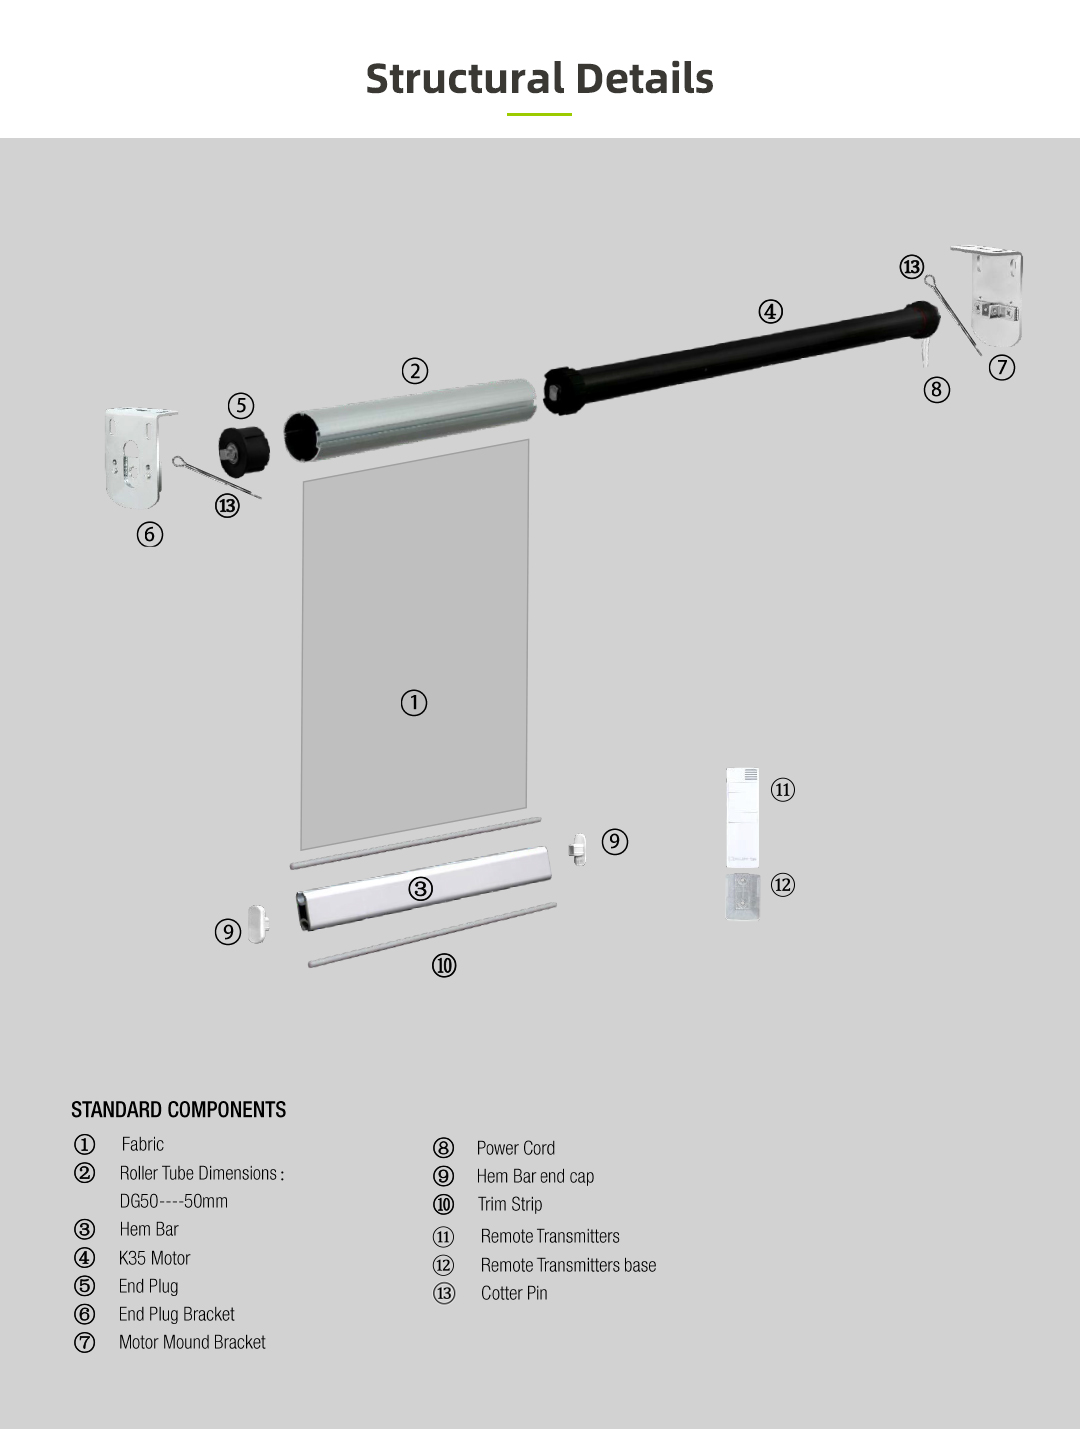 Structural Details
⑬
④
②
⑦
⑧
⑤
⑬
⑥
①
⑪
⑨
⑫
③
⑨
⑩
STANDARD COMPONENTS
① Fabric
② Roller Tube Dimensions :
DG50----50mm
③ Hem Bar
④ K35 Motor
⑤ End Plug
⑥ End Plug Bracket
⑦ Motor Mound Bracket
⑧ Power Cord
⑨ Hem Bar end cap
⑩ Trim Strip
⑪ Remote Transmitters
⑫ Remote Transmitters base
⑬ Cotter Pin